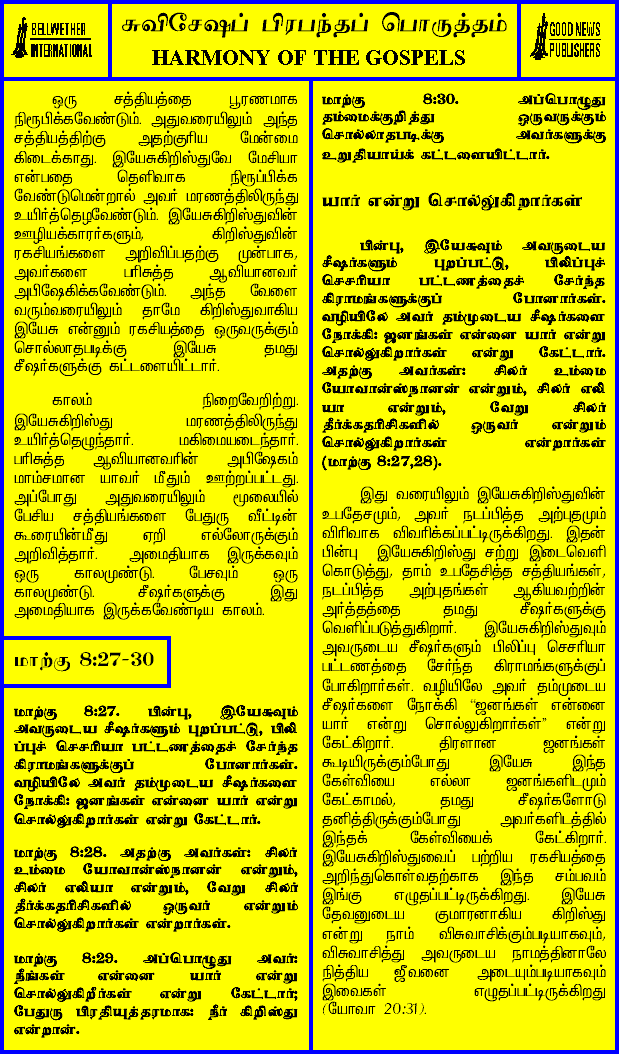 BELLWETHER
INTERNATIONAL
சுவிசேஷப் பிரபந்தப் பொருத்தம்
HARMONY OF THE GOSPELS
GOOD NEWS
PUBLISHERS
ஒரு சத்தியத்தை பூரணமாக
நிரூபிக்கவேண்டும். அதுவரையிலும் அந்த
சத்தியத்திற்கு அதற்குரிய மேன்மை
கிடைக்காது. இயேசுகிறிஸ்துவே மேசியா
என்பதை தெளிவாக நிரூப்பிக்க
வேண்டுமென்றால் அவர் மரணத்திலிருந்து
உயிர்த்தெழவேண்டும். இயேசுகிறிஸ்துவின்
ஊழியக்காரர்களும், கிறிஸ்துவின்
ரகசியங்களை அறிவிப்பதற்கு முன்பாக,
அவர்களை பரிசுத்த ஆவியானவர்
அபிஷேகிக்கவேண்டும். அந்த வேளை
வரும்வரையிலும் தாமே கிறிஸ்துவாகிய
இயேசு என்னும் ரகசியத்தை ஒருவருக்கும்
சொல்லாதபடிக்கு இயேசு தமது
சீஷர்களுக்கு கட்டளையிட்டார்.
காலம் நிறைவேறிற்று.
இயேசுகிறிஸ்து மரணத்திலிருந்து
உயிர்த்தெழுந்தார். மகிமையடைந்தார்.
பரிசுத்த ஆவியானவரின் அபிஷேகம்
மாம்சமான யாவர் மீதும் ஊற்றப்பட்டது.
அப்போது அதுவரையிலும் மூலையில்
பேசிய சத்தியங்களை பேதுரு வீட்டின்
கூரையின்மீது ஏறி எல்லோருக்கும்
அறிவித்தார். அமைதியாக இருக்கவும்
ஒரு காலமுண்டு. பேசவும் ஒரு
காலமுண்டு. சீஷர்களுக்கு இது
அமைதியாக இருக்கவேண்டிய காலம்.
மாற்கு 8:27-30
மாற்கு 8:27. பின்பு, இயேசுவும்
அவருடைய சீஷர்களும் புறப்பட்டு, பிலி
ப்புச் செசரியா பட்டணத்தைச் சேர்ந்த
கிராமங்களுக்குப் போனார்கள்.
வழியிலே அவர் தம்முடைய சீஷர்களை
நோக்கி: ஜனங்கள் என்னை யார் என்று
சொல்லுகிறார்கள் என்று கேட்டார்.
மாற்கு 8:28. அதற்கு அவர்கள்: சிலர்
உம்மை யோவான்ஸ்நானன் என்றும்,
சிலர் எலியா என்றும், வேறு சிலர்
தீர்க்கதரிசிகளில் ஒருவர் என்றும்
சொல்லுகிறார்கள் என்றார்கள்.
மாற்கு 8:29. அப்பொழுது அவர்:
நீங்கள் என்னை யார் என்று
சொல்லுகிறீர்கள் என்று கேட்டார்;
பேதுரு பிரதியுத்தரமாக: நீர் கிறிஸ்து
என்றான்.
மாற்கு 8:30. அப்பொழுது
தம்மைக்குறித்து ஒருவருக்கும்
சொல்லாதபடிக்கு அவர்களுக்கு
உறுதியாய்க் கட்டளையிட்டார்.
யார் என்று சொல்லுகிறார்கள்
பின்பு, இயேசுவும் அவருடைய
சீஷர்களும் புறப்பட்டு, பிலிப்புச்
செசரியா பட்டணத்தைச் சேர்ந்த
கிராமங்களுக்குப் போனார்கள்.
வழியிலே அவர் தம்முடைய சீஷர்களை
நோக்கி: ஜனங்கள் என்னை யார் என்று
சொல்லுகிறார்கள் என்று கேட்டார்.
அதற்கு அவர்கள்: சிலர் உம்மை
யோவான்ஸ்நானன் என்றும், சிலர் எலி
யா என்றும், வேறு சிலர்
தீர்க்கதரிசிகளில் ஒருவர் என்றும்
சொல்லுகிறார்கள் என்றார்கள்
(மாற்கு 8:27,28).
இது வரையிலும் இயேசுகிறிஸ்துவின்
உபதேசமும், அவர் நடப்பித்த அற்புதமும்
விரிவாக விவரிக்கப்பட்டிருக்கிறது. இதன்
பின்பு இயேசுகிறிஸ்து சற்று இடைவெளி
கொடுத்து, தாம் உபதேசித்த சத்தியங்கள்,
நடப்பித்த அற்புதங்கள் ஆகியவற்றின்
அர்த்தத்தை தமது சீஷர்களுக்கு
வெளிப்படுத்துகிறார். இயேசுகிறிஸ்துவும்
அவருடைய சீஷர்களும் பிலிப்பு செசரியா
பட்டணத்தை சேர்ந்த கிராமங்களுக்குப்
போகிறார்கள். வழியிலே அவர் தம்முடைய
சீஷர்களை நோக்கி "ஜனங்கள் என்னை
யார் என்று சொல்லுகிறார்கள்" என்று
கேட்கிறார். திரளான ஜனங்கள்
கூடியிருக்கும்போது இயேசு இந்த
கேள்வியை எல்லா ஜனங்களிடமும்
கேட்காமல், தமது சீஷர்களோடு
தனித்திருக்கும்போது அவர்களிடத்தில்
இந்தக் கேள்வியைக் கேட்கிறார்.
இயேசுகிறிஸ்துவைப் பற்றிய ரகசியத்தை
அறிந்துகொள்வதற்காக இந்த சம்பவம்
இங்கு எழுதப்பட்டிருக்கிறது. இயேசு
தேவனுடைய குமாரனாகிய கிறிஸ்து
என்று நாம் விசுவாசிக்கும்படியாகவும்,
விசுவாசித்து அவருடைய நாமத்தினாலே
நித்திய ஜீவனை அடையும்படியாகவும்
இவைகள் எழுதப்பட்டிருக்கிறது
(யோவா 20:31).